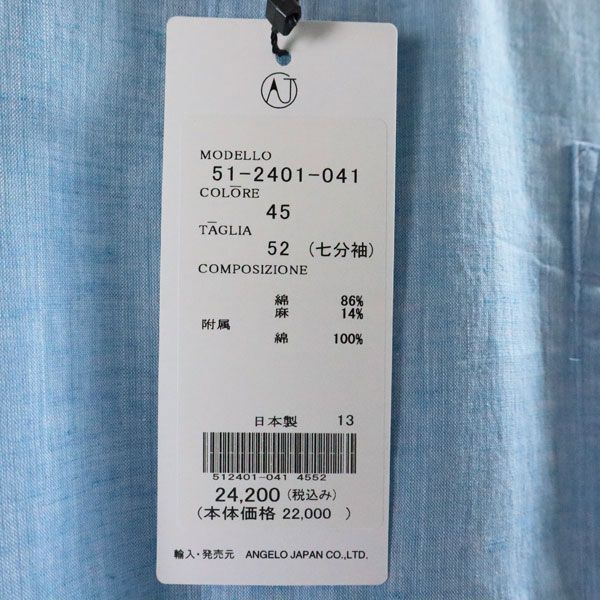 AJ
MODELLO
51-2401-041
COLORE
45
TAGLIA
52 (七分袖)
COMPOSIZIONE
綿 86%
麻 14%
附属 綿 100%
日本製 13
512401-041 4552
24,200 (税込み)
(本体価格 22,000 )
輸入・発売元 ANGELO JAPAN CO.,LTD.